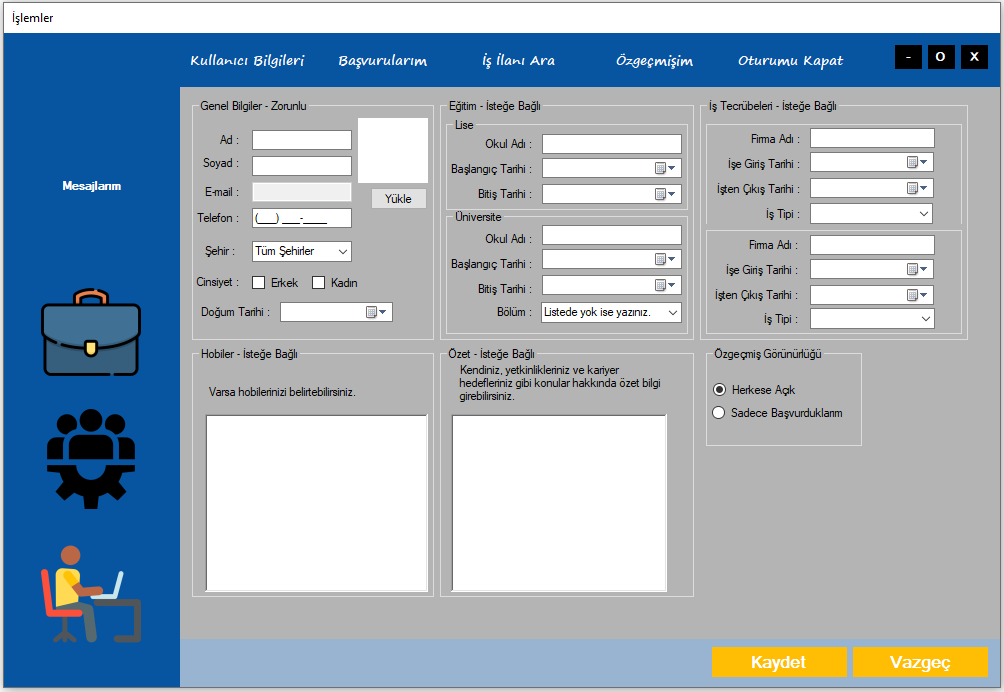 İşlemler
Kullanıcı Bilgileri
Başvurularım
İş İlanı Ara
Özgeçmişim
Oturumu Kapat
-
O
X
Mesajlarım
Genel Bilgiler - Zorunlu
Ad :
Soyad :
E-mail :
Yükle
Telefon :
(___) ___-____
Şehir :
Tüm Şehirler
Cinsiyet :
Erkek
Kadın
Doğum Tarihi :
Eğitim - İsteğe Bağlı
Lise
Okul Adı :
Başlangıç Tarihi :
Bitiş Tarihi :
Üniversite
Okul Adı :
Başlangıç Tarihi :
Bitiş Tarihi :
Bölüm :
Listede yok ise yazınız.
İş Tecrübeleri - İsteğe Bağlı
Firma Adı :
İşe Giriş Tarihi :
İşten Çıkış Tarihi :
İş Tipi :
Firma Adı :
İşe Giriş Tarihi :
İşten Çıkış Tarihi :
İş Tipi :
Hobiler - İsteğe Bağlı
Varsa hobilerinizi belirtebilirsiniz.
Özet - İsteğe Bağlı
Kendiniz, yetkinlikleriniz ve kariyer
hedefleriniz gibi konular hakkında özet bilgi
girebilirsiniz.
Özgeçmiş Görünürlüğü
Herkese Açık
Sadece Başvurduklarım
Kaydet
Vazgeç